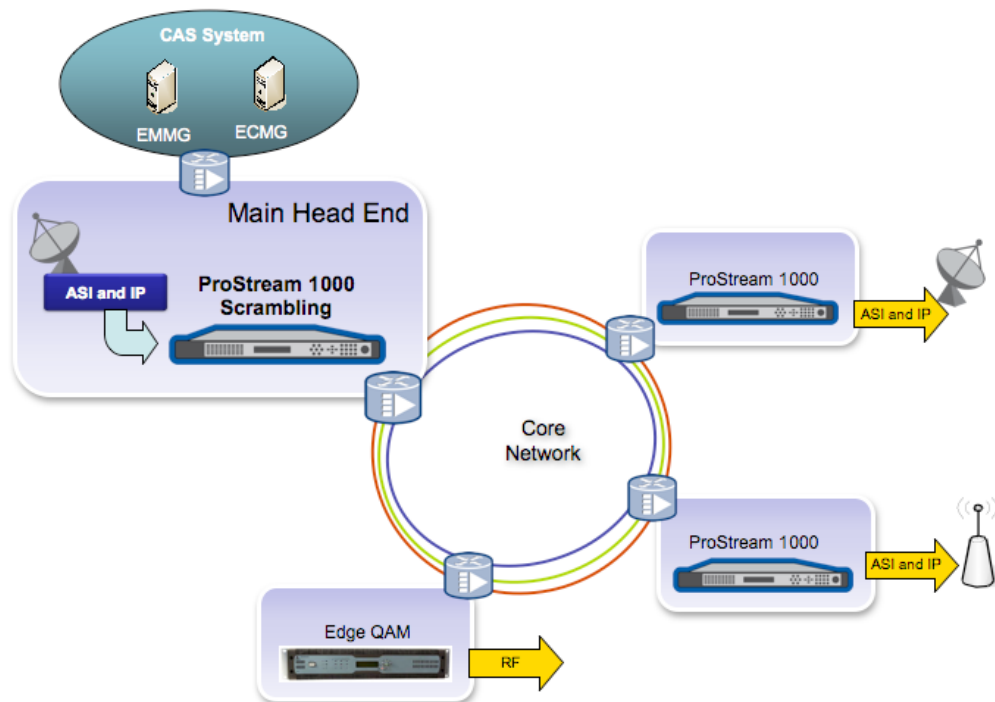 CAS System
EMMG
ECMG
Main Head End
ASI and IP
ProStream 1000
Scrambling
ProStream 1000
ASI and IP
Core
Network
ProStream 1000
ASI and IP
Edge QAM
RF